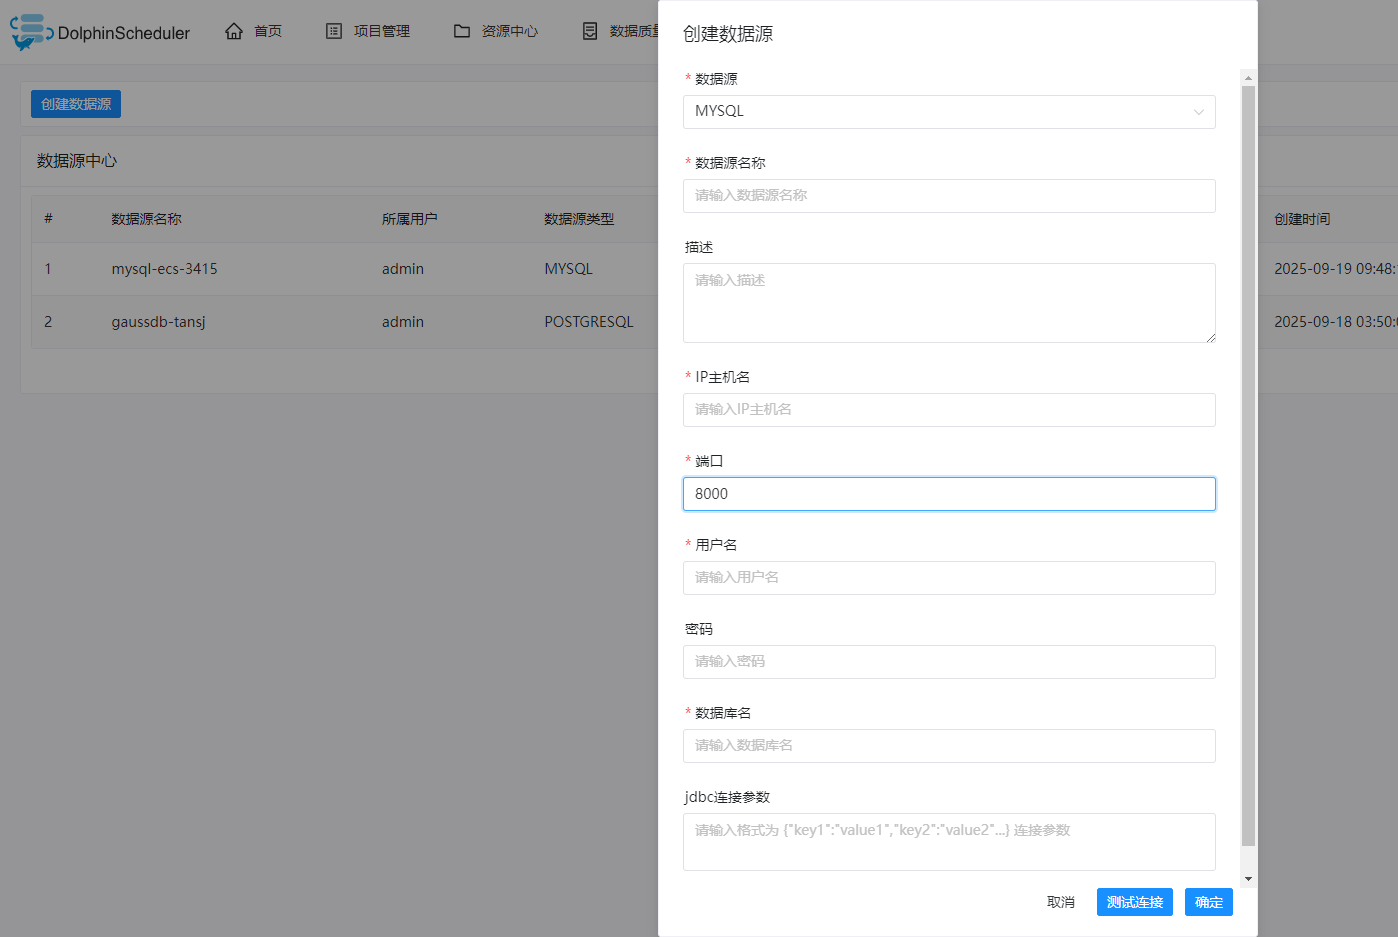 DolphinScheduler
首页
项目管理
资源中心
数据质
创建数据源
数据源中心
#
数据源名称
所属用户
数据源类型
创建时间
1
mysql-ecs-3415
admin
MYSQL
2025-09-19 09:48:
2
gaussdb-tansj
admin
POSTGRESQL
2025-09-18 03:50:
创建数据源
* 数据源
MYSQL
* 数据源名称
请输入数据源名称
描述
请输入描述
* IP主机名
请输入IP主机名
* 端口
8000
* 用户名
请输入用户名
密码
请输入密码
* 数据库名
请输入数据库名
jdbc连接参数
请输入格式为 {"key1":"value1","key2":"value2"...} 连接参数
取消
测试连接
确定